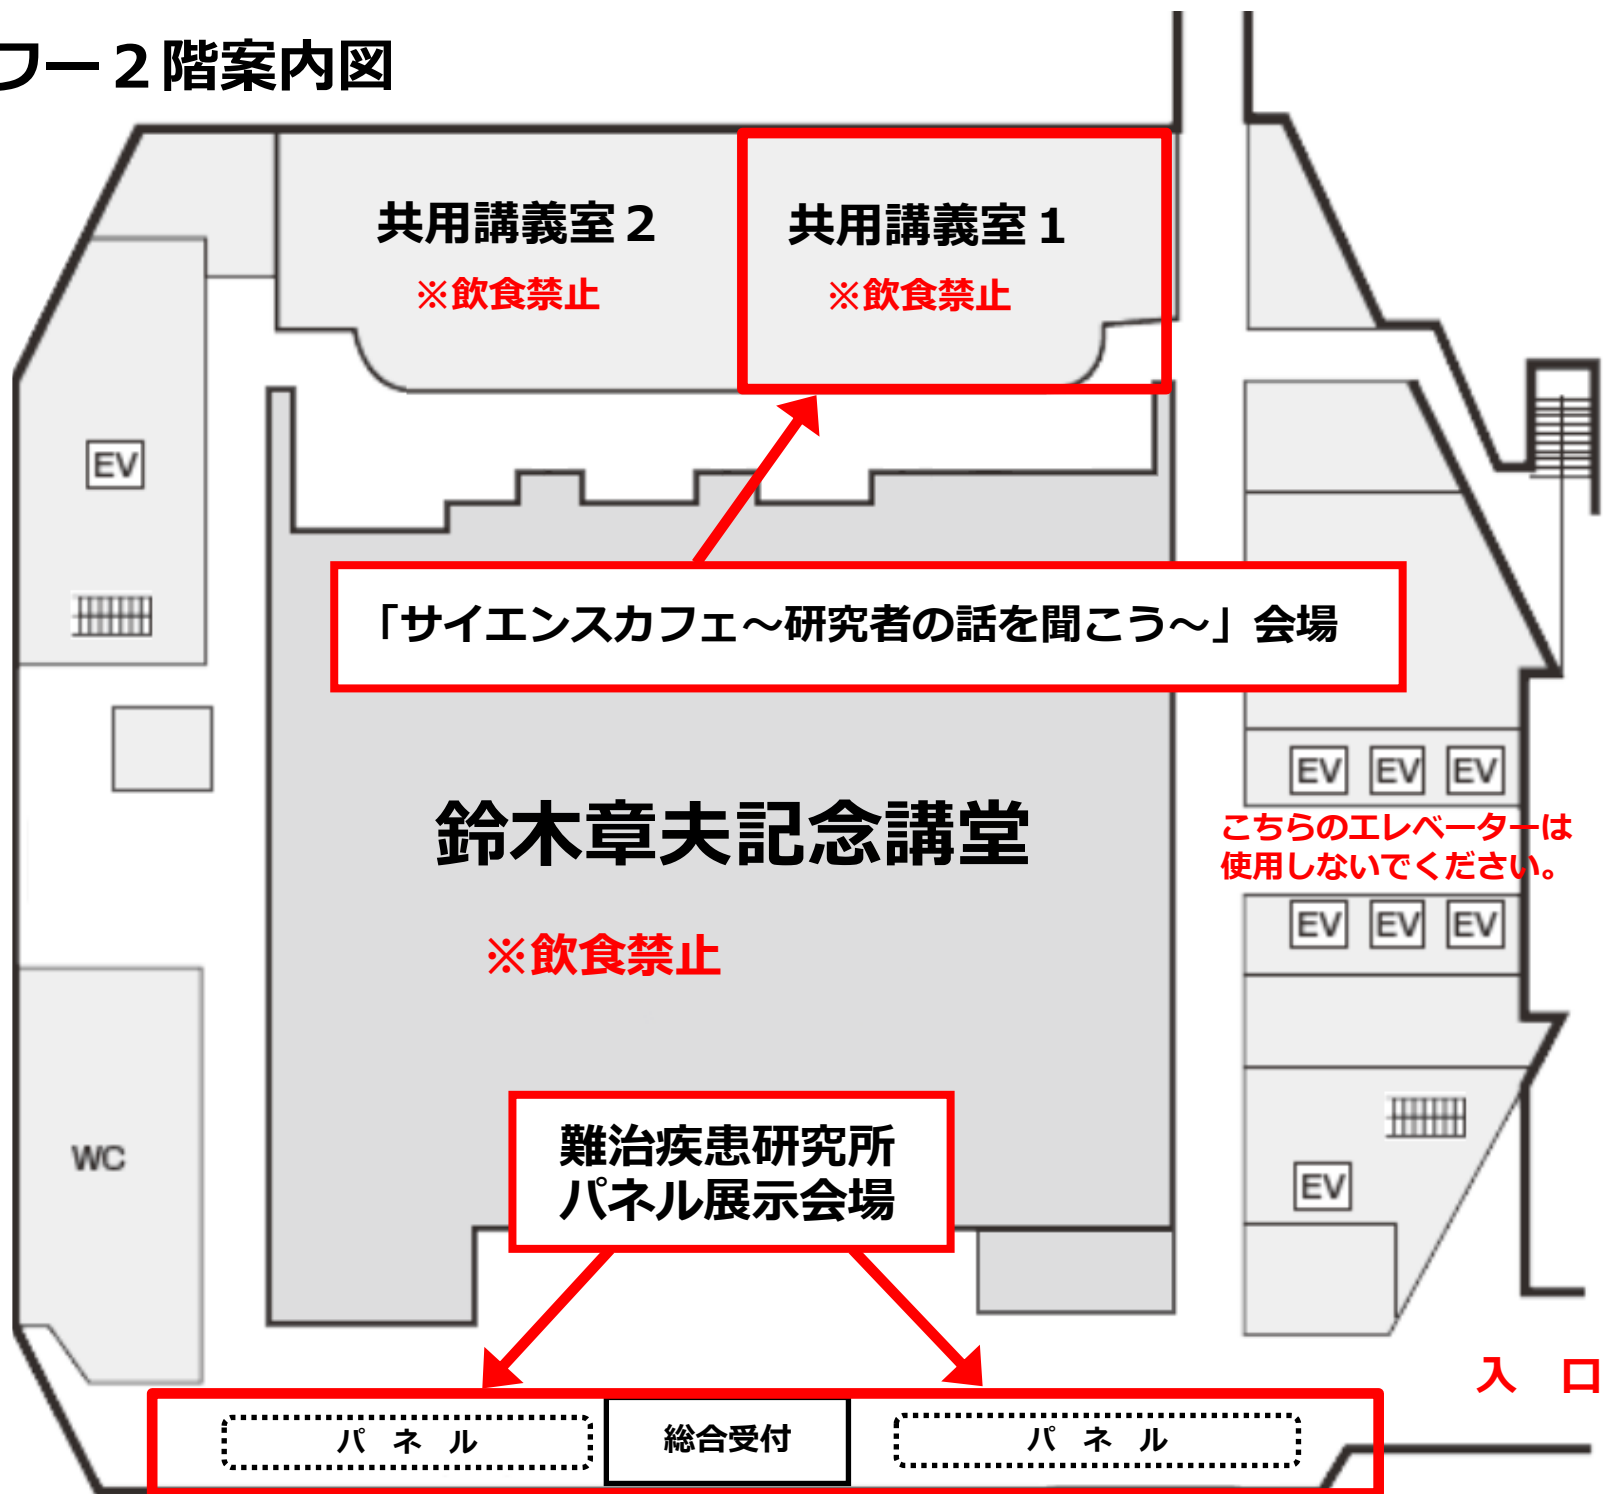 フー２階案内図
共用講義室２
共用講義室１
※飲食禁止
※飲食禁止
EV
「サイエンスカフェ～研究者の話を聞こう～」会場
EV EV EV
鈴木章夫記念講堂
こちらのエレベーターは
使用しないでください。
EV EV EV
※飲食禁止
難治疾患研究所
パネル展示会場
WC
EV
入　口
パ　ネ　ル
総合受付
パ　ネ　ル